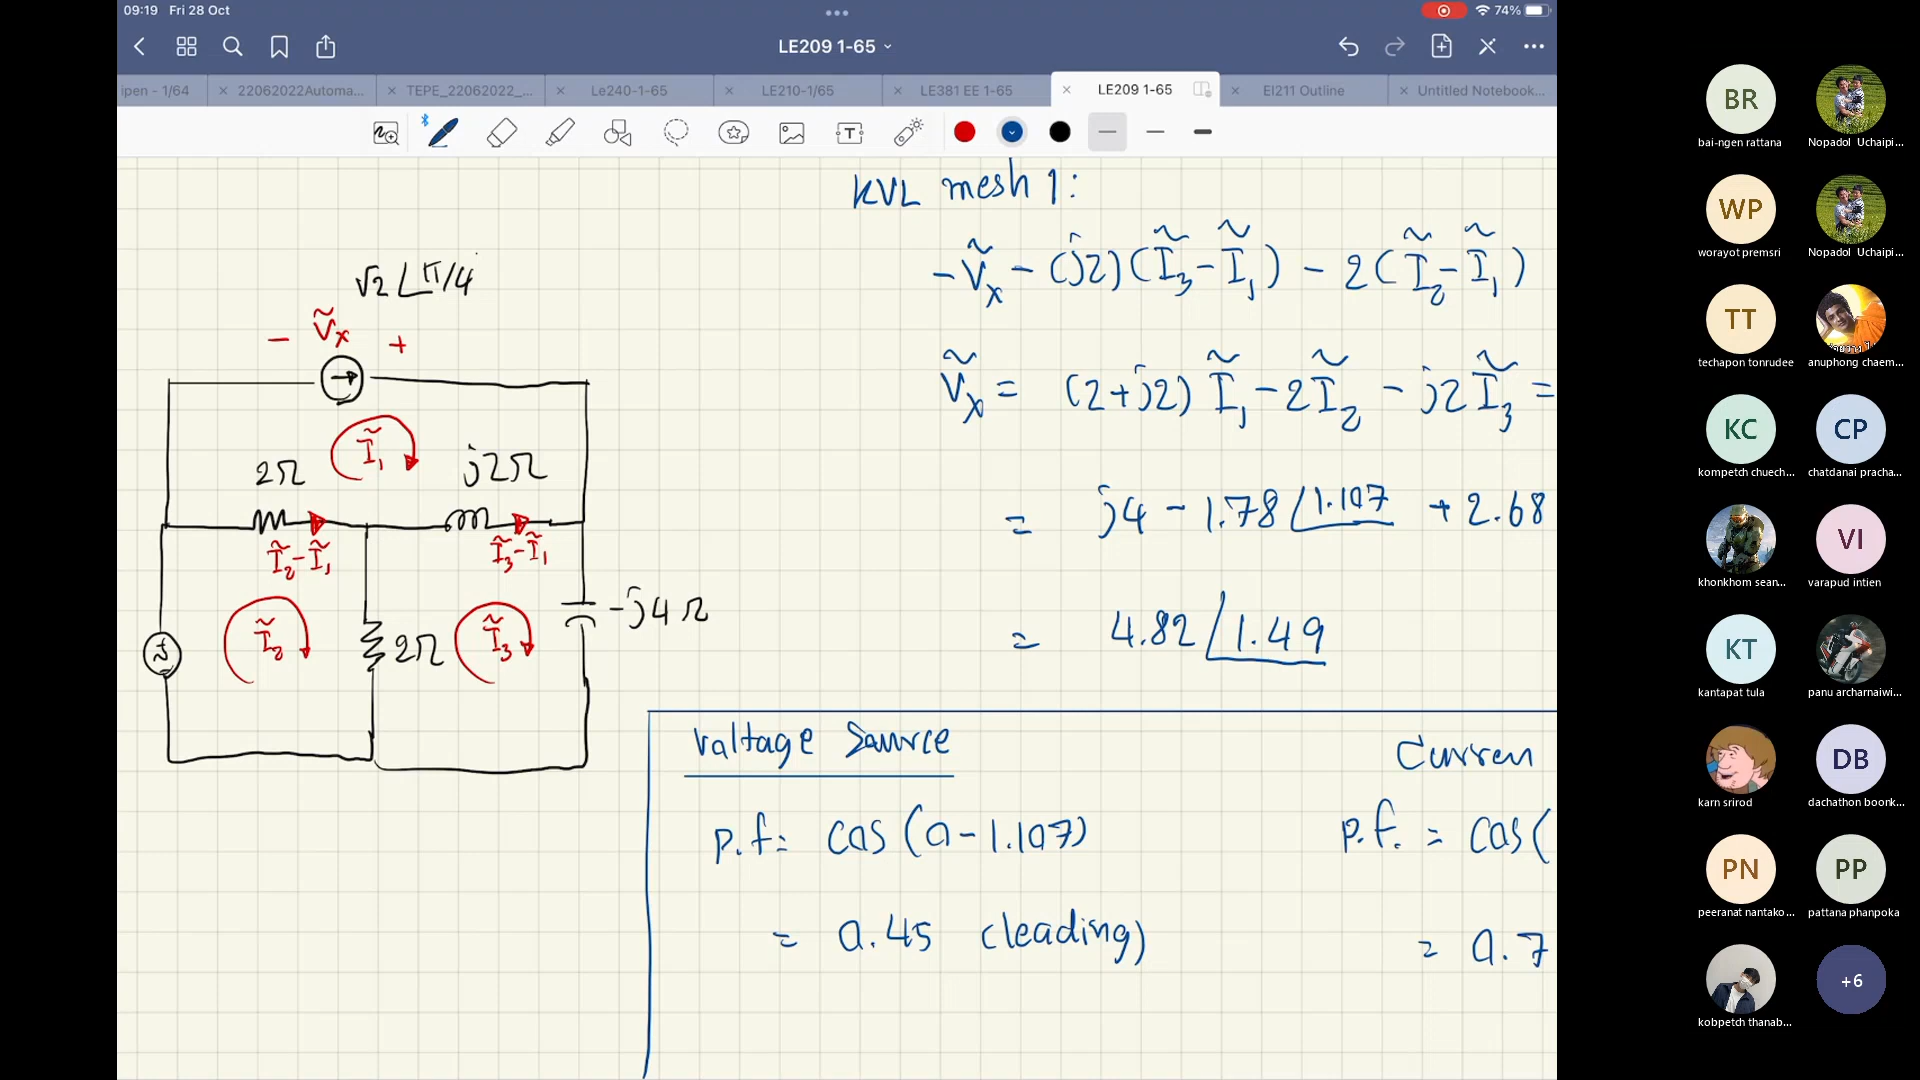 09:19 Fri 28 Oct
74%
LE209 1-65
ipen - 1/64
22062022Automa...
TEPE_22062022_...
Le240-1-65
LE210-1/65
LE381 EE 1-65
LE209 1-65
EI211 Outline
Untitled Notebook...
KVL mesh 1:
-Ṽx - (j2)(Ĩ3-Ĩ1) - 2(Ĩ2-Ĩ1)
Ṽx = (2+j2) Ĩ1 - 2Ĩ2 - j2Ĩ3 =
= j4 - 1.78∠1.107 + 2.68
= 4.82∠1.49
√2∠π/4
- Ṽx +
Ĩ1
2Ω
j2Ω
Ĩ2-Ĩ1
Ĩ3-Ĩ1
Ĩ2
2Ω
Ĩ3
-j4Ω
Voltage Source
p.f = cos(0-1.107)
= 0.45 (leading)
Curren
p.f. = cos(
= 0.7
BR
bai-ngen rattana
Nopadol Uchaipi...
WP
worayot premsri
Nopadol Uchaipi...
TT
techapon tonrudee
anuphong chaem...
KC
kompetch chuech...
CP
chatdanai pracha...
khonkhom sean...
VI
varapud intien
KT
kantapat tula
panu archarnaiwi...
karn srirod
DB
dachathon boonk...
PN
peeranat nantako...
PP
pattana phanpoka
kobpetch thanab...
+6